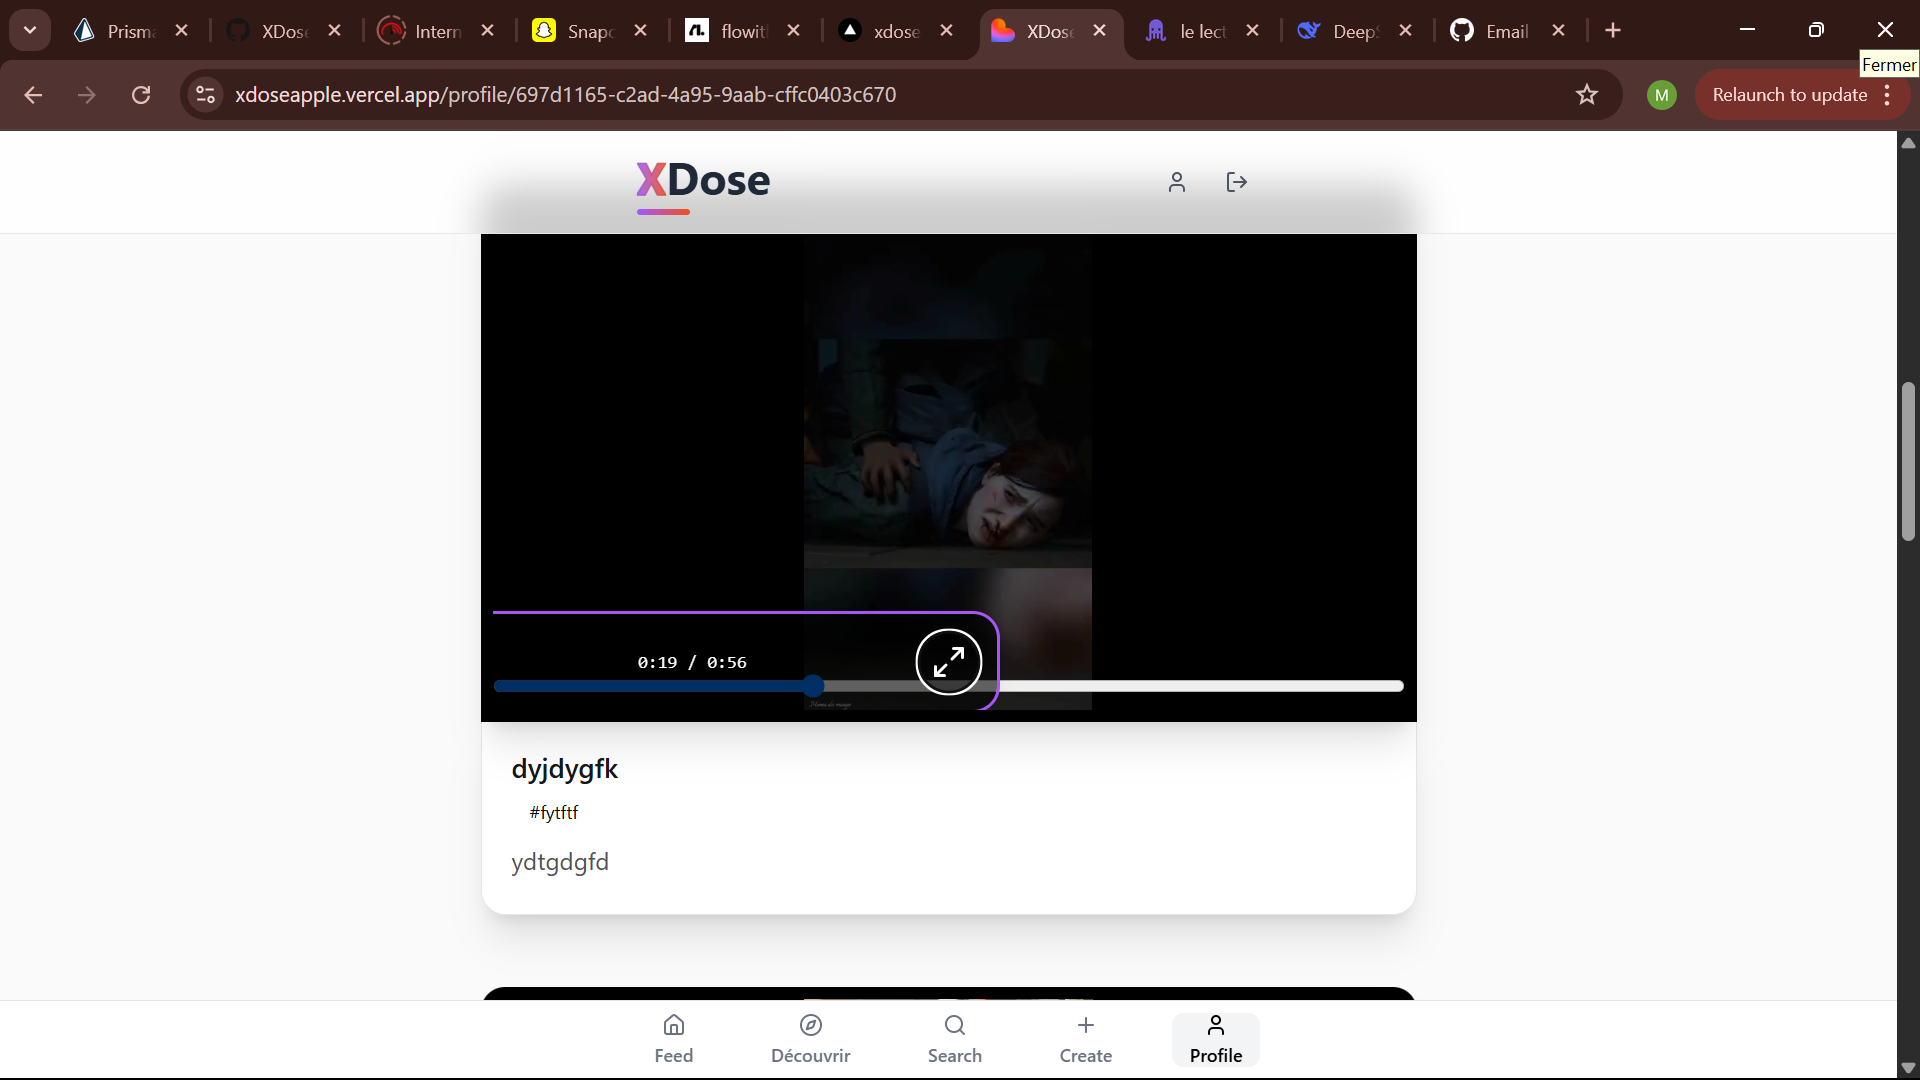 Prisma
XDose
Intern
Snapc
flowit
xdose
XDose
le lect
DeepS
Email
Fermer
xdoseapple.vercel.app/profile/697d1165-c2ad-4a95-9aab-cffc0403c670
M
Relaunch to update
XDose
0:19 / 0:56
dyjdygfk
#fytftf
ydtgdgfd
Feed
Découvrir
Search
Create
Profile